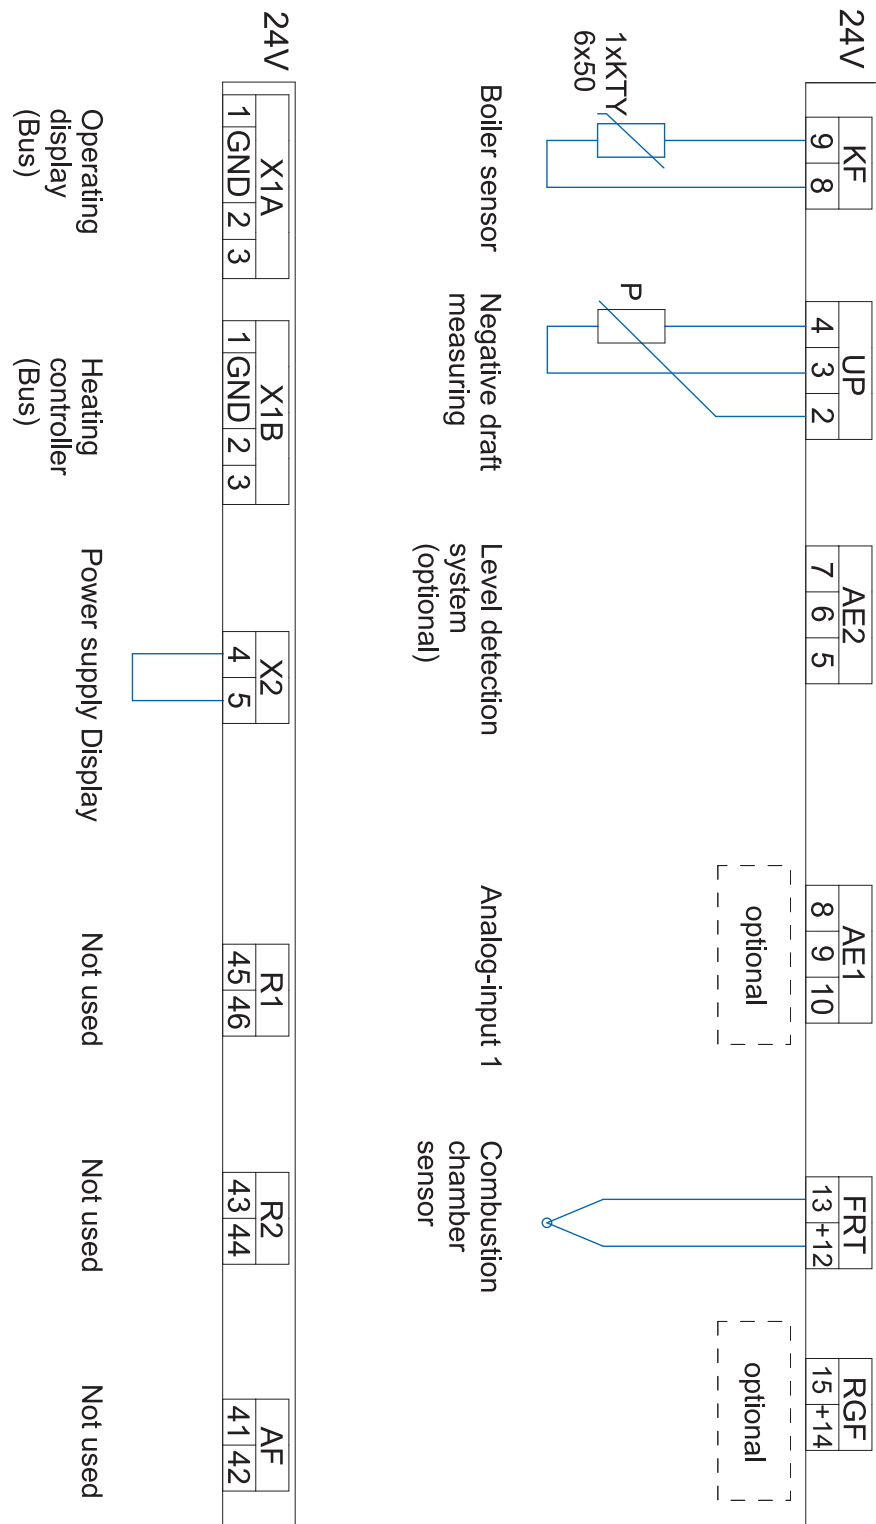 24V
KF
9 8
1xKTY
6x50
Boiler sensor
UP
4 3 2
P
Negative draft
measuring
AE2
7 6 5
Level detection
system
(optional)
AE1
8 9 10
optional
Analog-input 1
FRT
13 +12
Combustion
chamber
sensor
RGF
15 +14
optional
24V
X1A
1 GND 2 3
Operating
display
(Bus)
X1B
1 GND 2 3
Heating
controller
(Bus)
X2
4 5
Power supply Display
R1
45 46
Not used
R2
43 44
Not used
AF
41 42
Not used